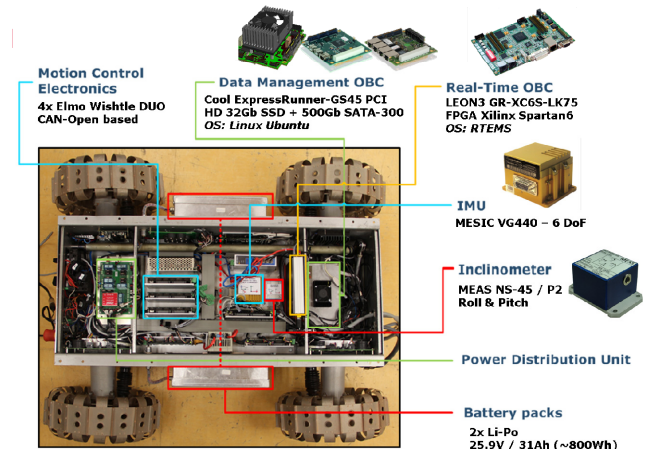 Motion Control
Electronics
4x Elmo Wishtle DUO
CAN-Open based
Data Management OBC
Cool ExpressRunner-GS45 PCI
HD 32Gb SSD + 500Gb SATA-300
OS: Linux Ubuntu
Real-Time OBC
LEON3 GR-XC6S-LK75
FPGA Xilinx Spartan6
OS: RTEMS
IMU
MESIC VG440 – 6 DoF
Inclinometer
MEAS NS-45 / P2
Roll & Pitch
Power Distribution Unit
Battery packs
2x Li-Po
25.9V / 31Ah (~800Wh)